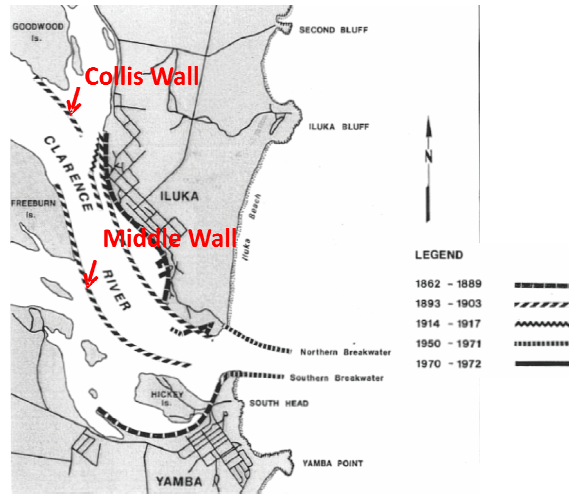 GOODWOOD
Is.
SECOND BLUFF
Collis Wall
ILUKA BLUFF
CLARENCE
N
ILUKA
FREEBURN
Is.
Iluka Beach
Middle Wall
RIVER
LEGEND
1862 - 1889
1893 - 1903
1914 - 1917
1950 - 1971
1970 - 1972
Northern Breakwater
Southern Breakwater
HICKEY
Is.
SOUTH HEAD
YAMBA
YAMBA POINT